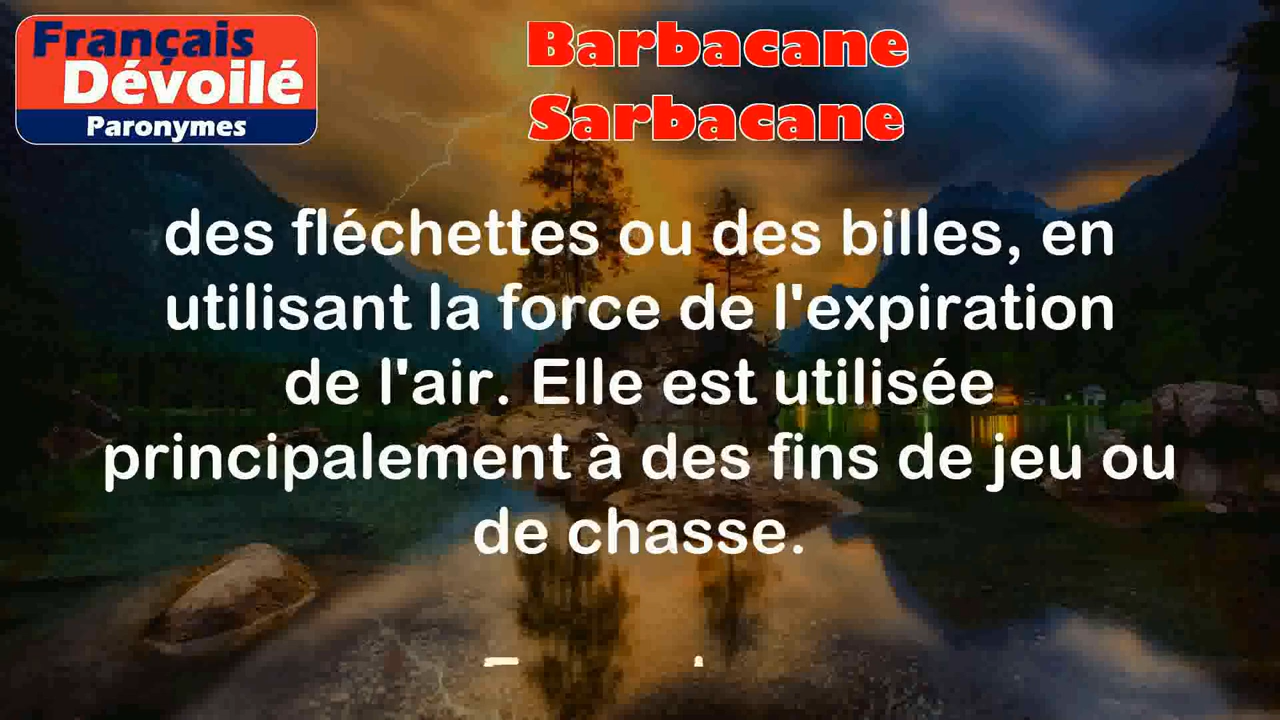 Français
Dévoilé
Paronymes
Barbacane
Sarbacane
des fléchettes ou des billes, en
utilisant la force de l'expiration
de l'air. Elle est utilisée
principalement à des fins de jeu ou
de chasse.